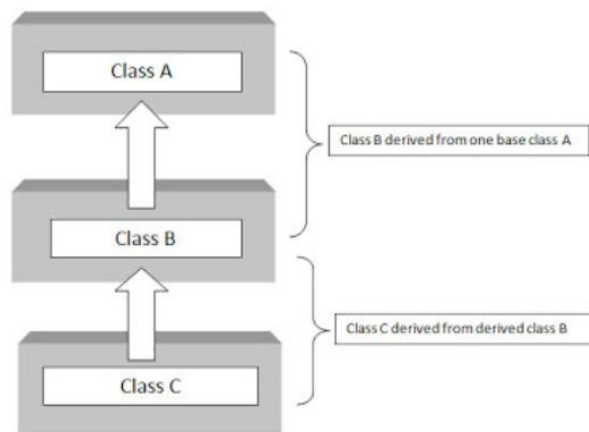 Class A
Class B derived from one base class A
Class B
Class C derived from derived class B
Class C